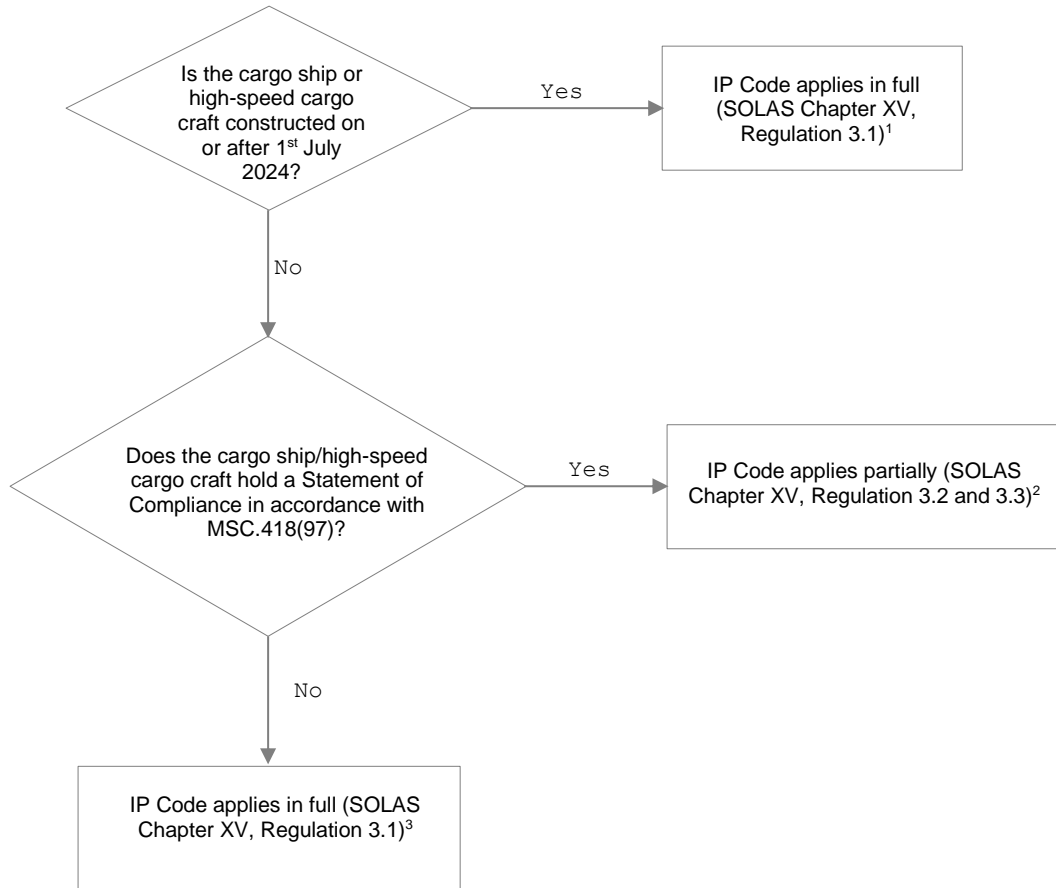 Is the cargo ship or
high-speed cargo
craft constructed on
or after 1st July
2024?
Yes
IP Code applies in full
(SOLAS Chapter XV,
Regulation 3.1)1
No
Does the cargo ship/high-speed
cargo craft hold a Statement of
Compliance in accordance with
MSC.418(97)?
Yes
IP Code applies partially (SOLAS
Chapter XV, Regulation 3.2 and 3.3)2
No
IP Code applies in full (SOLAS
Chapter XV, Regulation 3.1)3